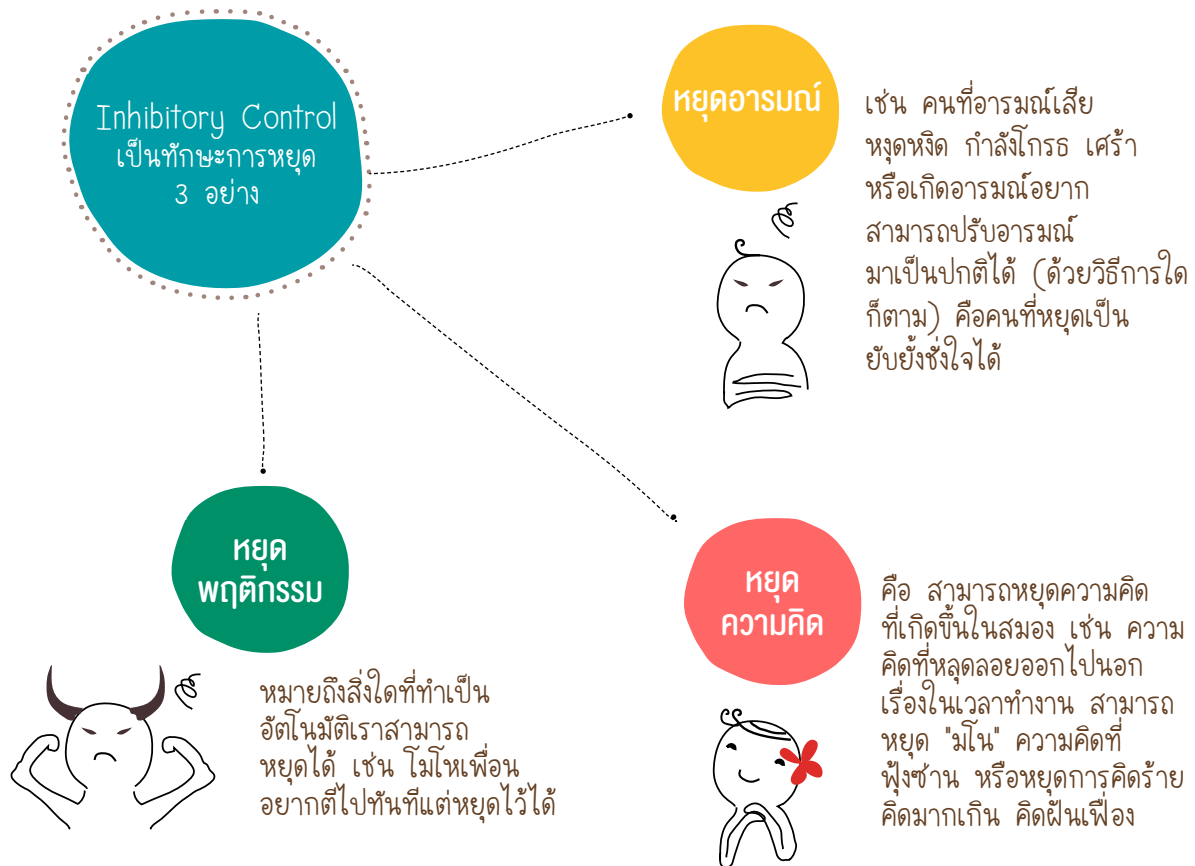 Inhibitory Control
เป็นทักษะการหยุด
3 อย่าง
หยุดอารมณ์
เช่น คนที่อารมณ์เสีย
หงุดหงิด กำลังโกรธ เศร้า
หรือเกิดอารมณ์อยาก
สามารถปรับอารมณ์
มาเป็นปกติได้ (ด้วยวิธีการใด
ก็ตาม) คือคนที่หยุดเป็น
ยับยั้งชั่งใจได้
หยุด
พฤติกรรม
หมายถึงสิ่งใดที่ทำเป็น
อัตโนมัติเราสามารถ
หยุดได้ เช่น โมโหเพื่อน
อยากตีไปทันทีแต่หยุดไว้ได้
หยุด
ความคิด
คือ สามารถหยุดความคิด
ที่เกิดขึ้นในสมอง เช่น ความ
คิดที่หลุดลอยออกไปนอก
เรื่องในเวลาทำงาน สามารถ
หยุด "มโน" ความคิดที่
ฟุ้งซ่าน หรือหยุดการคิดร้าย
คิดมากเกิน คิดฝันเฟื่อง